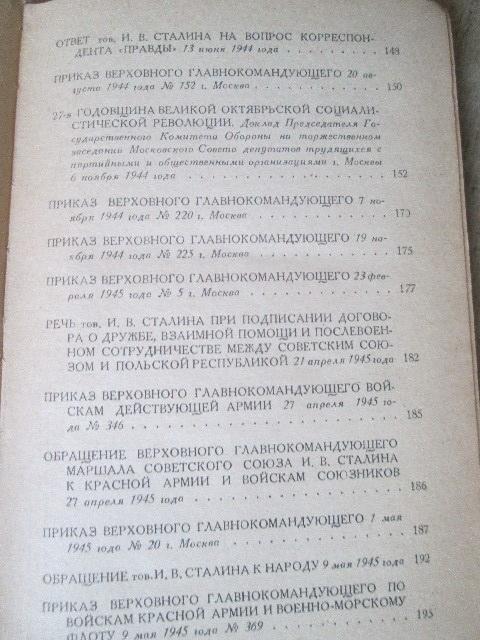 ОТВЕТ тов. И. В. СТАЛИНА НА ВОПРОС КОРРЕСПОН-
ДЕНТА «ПРАВДЫ» 13 июня 1944 года . . . . . . . . . 148
ПРИКАЗ ВЕРХОВНОГО ГЛАВНОКОМАНДУЮЩЕГО 20 ав-
густа 1944 года № 152 г. Москва . . . . . . . . . . 150
27-я ГОДОВЩИНА ВЕЛИКОЙ ОКТЯБРЬСКОЙ СОЦИАЛИ-
СТИЧЕСКОЙ РЕВОЛЮЦИИ. Доклад Председателя Го-
сударственного Комитета Обороны на торжественном
заседании Московского Совета депутатов трудящихся с
партийными и общественными организациями г. Москвы
6 ноября 1944 года . . . . . . . . . . . . . . 152
ПРИКАЗ ВЕРХОВНОГО ГЛАВНОКОМАНДУЮЩЕГО 7 но-
ября 1944 года № 220 г. Москва . . . . . . . . . . 170
ПРИКАЗ ВЕРХОВНОГО ГЛАВНОКОМАНДУЮЩЕГО 19 но-
ября 1944 года № 225 г. Москва . . . . . . . . . . 175
ПРИКАЗ ВЕРХОВНОГО ГЛАВНОКОМАНДУЮЩЕГО 23 фев-
раля 1945 года № 5 г. Москва . . . . . . . . . . . 177
РЕЧЬ тов. И. В. СТАЛИНА ПРИ ПОДПИСАНИИ ДОГОВО-
РА О ДРУЖБЕ, ВЗАИМНОЙ ПОМОЩИ И ПОСЛЕВОЕН-
НОМ СОТРУДНИЧЕСТВЕ МЕЖДУ СОВЕТСКИМ СОЮ-
ЗОМ И ПОЛЬСКОЙ РЕСПУБЛИКОЙ 21 апреля 1945 года 182
ПРИКАЗ ВЕРХОВНОГО ГЛАВНОКОМАНДУЮЩЕГО ВОЙ-
СКАМ ДЕЙСТВУЮЩЕЙ АРМИИ 27 апреля 1945 го-
да № 346 . . . . . . . . . . . . . . . . . . 185
ОБРАЩЕНИЕ ВЕРХОВНОГО ГЛАВНОКОМАНДУЮЩЕГО
МАРШАЛА СОВЕТСКОГО СОЮЗА И. В. СТАЛИНА
К КРАСНОЙ АРМИИ И ВОЙСКАМ СОЮЗНИКОВ
27 апреля 1945 года . . . . . . . . . . . . . . 186
ПРИКАЗ ВЕРХОВНОГО ГЛАВНОКОМАНДУЮЩЕГО 1 мая
1945 года № 20 г. Москва . . . . . . . . . . . . 187
ОБРАЩЕНИЕ тов. И. В. СТАЛИНА К НАРОДУ 9 мая 1945 года 192
ПРИКАЗ ВЕРХОВНОГО ГЛАВНОКОМАНДУЮЩЕГО ПО
ВОЙСКАМ КРАСНОЙ АРМИИ И ВОЕННО-МОРСКОМУ
ФЛОТУ 9 мая 1945 года № 369 . . . . . . . . . . 195